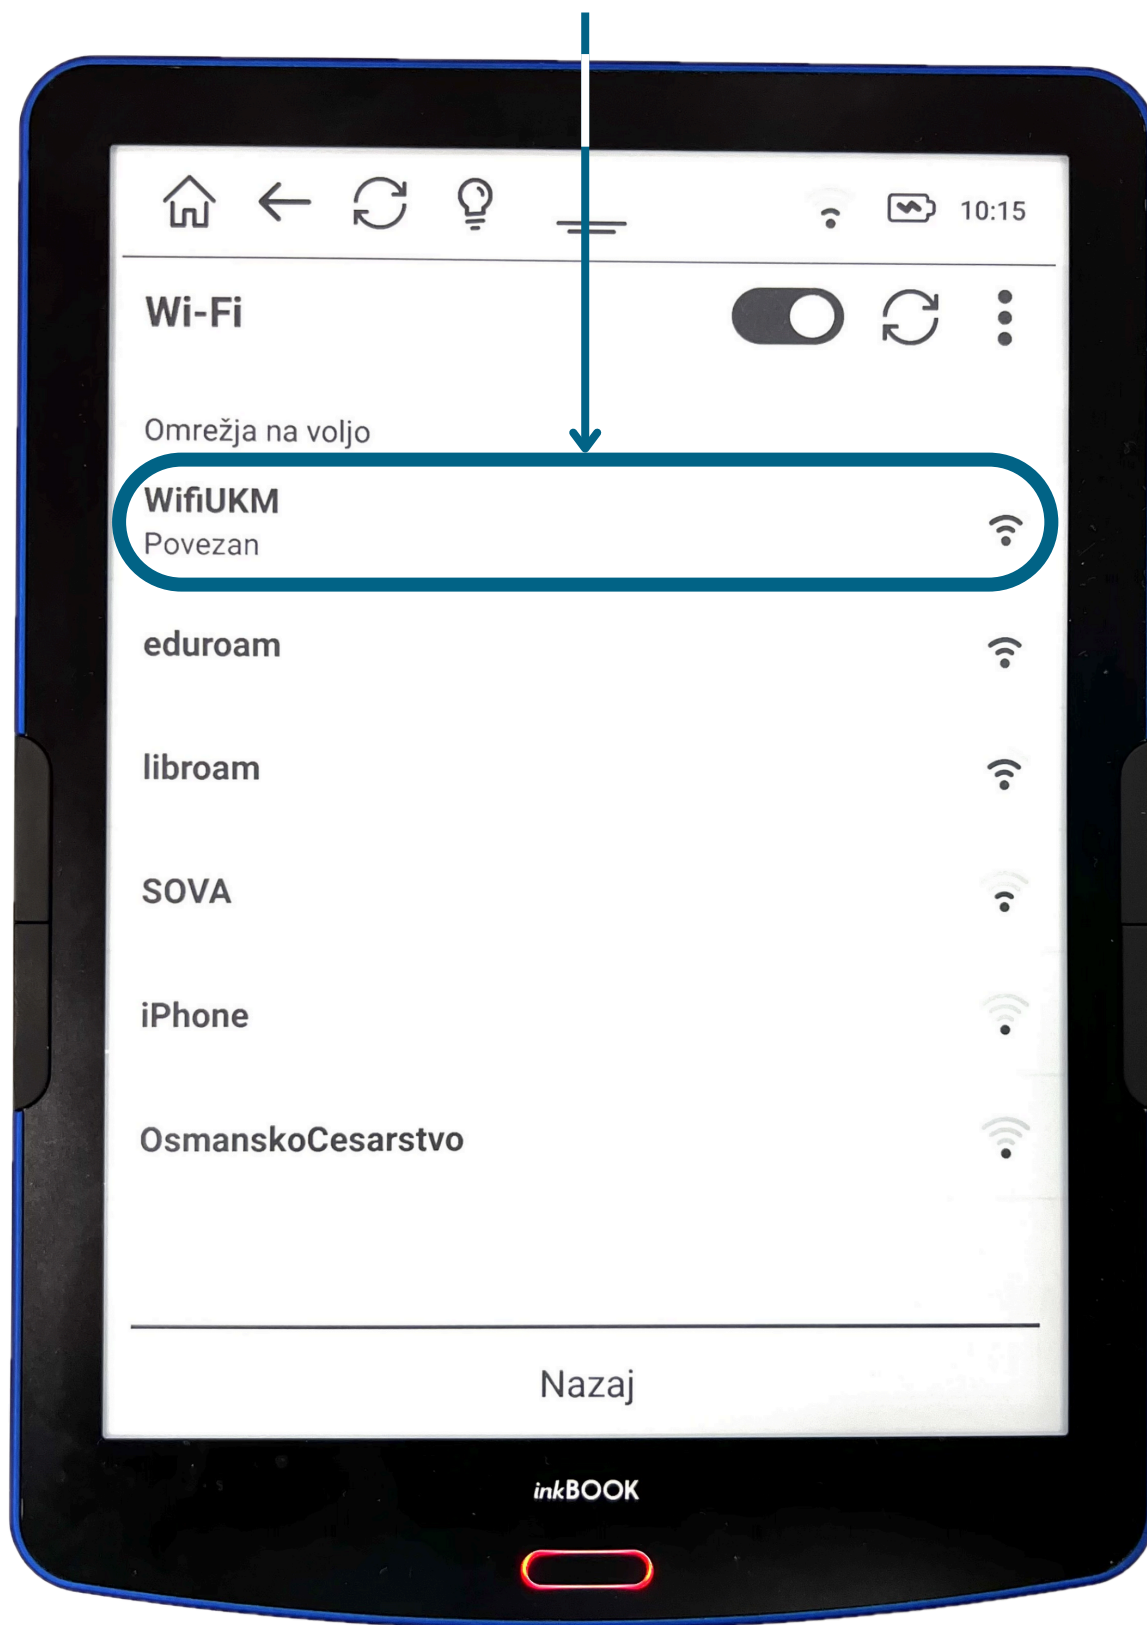 10:15
Wi-Fi
Omrežja na voljo
WifiUKM
Povezan
eduroam
libroam
SOVA
iPhone
OsmanskoCesarstvo
Nazaj
inkBOOK